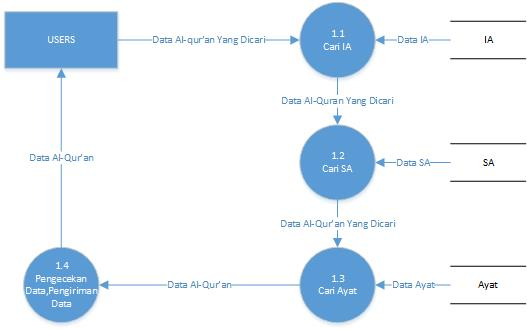 USERS
Data Al-qur'an Yang Dicari
1.1
Cari IA
Data IA
IA
Data Al-Quran Yang Dicari
1.2
Cari SA
Data SA
SA
Data Al-Qur'an
Data Al-Qur'an Yang Dicari
1.4
Pengecekan
Data,Pengiriman
Data
Data Al-Qur'an
1.3
Cari Ayat
Data Ayat
Ayat